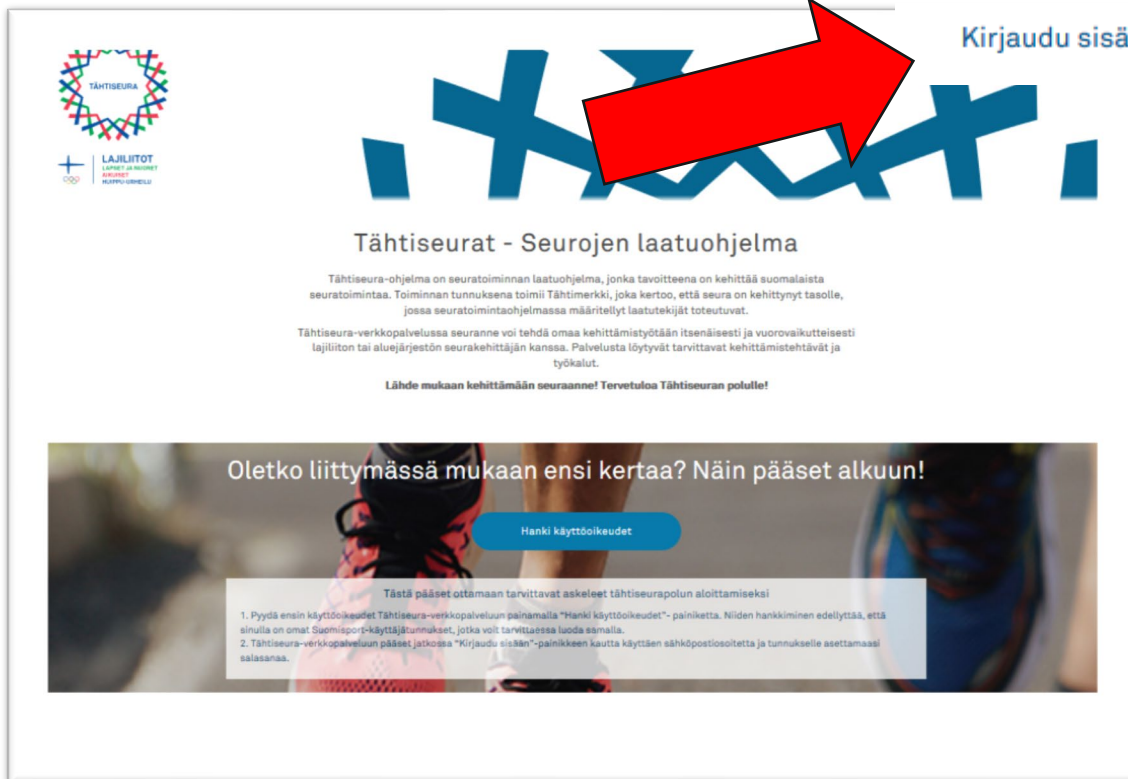 Kirjaudu sisä
TÄHTISEURA
LAJILIITOT
LAPSET JA NUORET
AIKUISET
HUIPPU-URHEILU
Tähtiseurat - Seurojen laatuohjelma
Tähtiseura-ohjelma on seuratoiminnan laatuohjelma, jonka tavoitteena on kehittää suomalaista
seuratoimintaa. Toiminnan tunnuksena toimii Tähtimerkki, joka kertoo, että seura on kehittynyt tasolle,
jossa seuratoimintaohjelmassa määritellyt laatutekijät toteutuvat.
Tähtiseura-verkkopalvelussa seuranne voi tehdä omaa kehittämistyötään itsenäisesti ja vuorovaikutteisesti
lajiliiton tai aluejärjestön seurakehittäjän kanssa. Palvelusta löytyvät tarvittavat kehittämistehtävät ja
työkalut.
Lähde mukaan kehittämään seuraanne! Tervetuloa Tähtiseuran polulle!
Oletko liittymässä mukaan ensi kertaa? Näin pääset alkuun!
Hanki käyttöoikeudet
Tästä pääset ottamaan tarvittavat askeleet tähtiseurapolun aloittamiseksi
1. Pyydä ensin käyttöoikeudet Tähtiseura-verkkopalveluun painamalla "Hanki käyttöoikeudet"- painiketta. Niiden hankkiminen edellyttää, että
sinulla on omat Suomisport-käyttäjätunnukset, jotka voit tarvittaessa luoda samalla.
2. Tähtiseura-verkkopalveluun pääset jatkossa "Kirjaudu sisään"-painikkeen kautta käyttäen sähköpostiosoitetta ja tunnukselle asettamaasi
salasanaa.